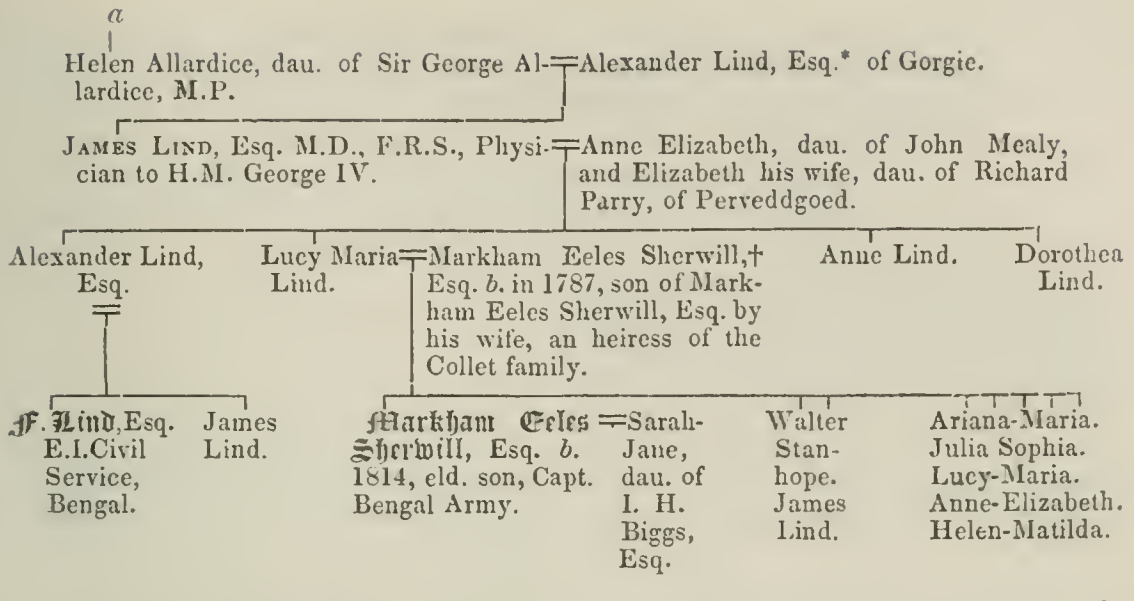 a
Helen Allardice, dau. of Sir George Al-
lardice, M.P.
Alexander Lind, Esq.* of Gorgie.
JAMES LIND, Esq. M.D., F.R.S., Physi-
cian to H.M. George IV.
Anne Elizabeth, dau. of John Mealy,
and Elizabeth his wife, dau. of Richard
Parry, of Perveddgoed.
Alexander Lind,
Esq.
Lucy Maria
Lind.
Markham Eeles Sherwill,†
Esq. b. in 1787, son of Mark-
ham Eeles Sherwill, Esq. by
his wife, an heiress of the
Collet family.
Anne Lind.
Dorothea
Lind.
F. Lind, Esq.
E.I.Civil
Service,
Bengal.
James
Lind.
Markham Eeles
Sherwill, Esq. b.
1814, eld. son, Capt.
Bengal Army.
Sarah-
Jane,
dau. of
I. H.
Biggs,
Esq.
Walter
Stan-
hope.
James
Lind.
Ariana-Maria.
Julia Sophia.
Lucy-Maria.
Anne-Elizabeth.
Helen-Matilda.